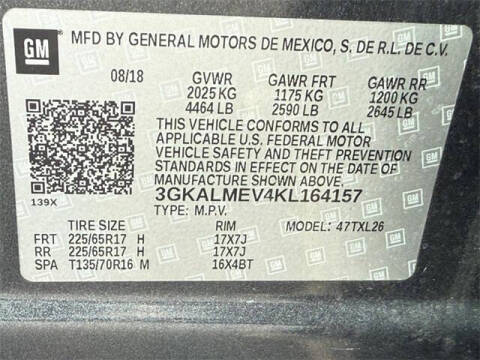 GM MFD BY GENERAL MOTORS DE MEXICO, S. DE R.L. DE C.V.
08/18 GVWR GAWR FRT GAWR RR
2025 KG 1175 KG 1200 KG
4464 LB 2590 LB 2645 LB
THIS VEHICLE CONFORMS TO ALL
APPLICABLE U.S. FEDERAL MOTOR
VEHICLE SAFETY AND THEFT PREVENTION
STANDARDS IN EFFECT ON THE DATE OF
MANUFACTURE SHOWN ABOVE.
139X 3GKALMEV4KL164157
TYPE: M.P.V. MODEL: 47TXL26
TIRE SIZE RIM
FRT 225/65R17 H 17X7J
RR 225/65R17 H 17X7J
SPA T135/70R16 M 16X4BT